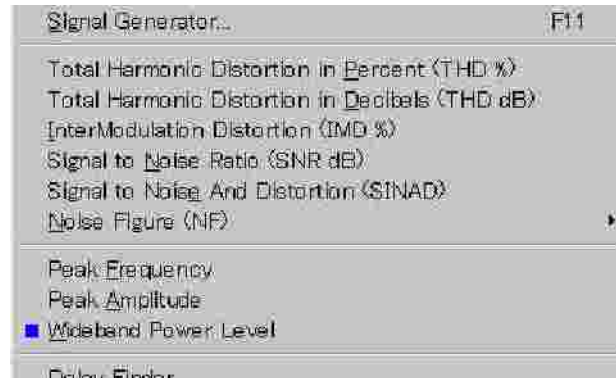 Signal Generator... F11
Total Harmonic Distortion in Percent (THD %)
Total Harmonic Distortion in Decibels (THD dB)
InterModulation Distortion (IMD %)
Signal to Noise Ratio (SNR dB)
Signal to Noise And Distortion (SINAD)
Noise Figure (NF)
Peak Frequency
Peak Amplitude
Wideband Power Level
Delay Finder